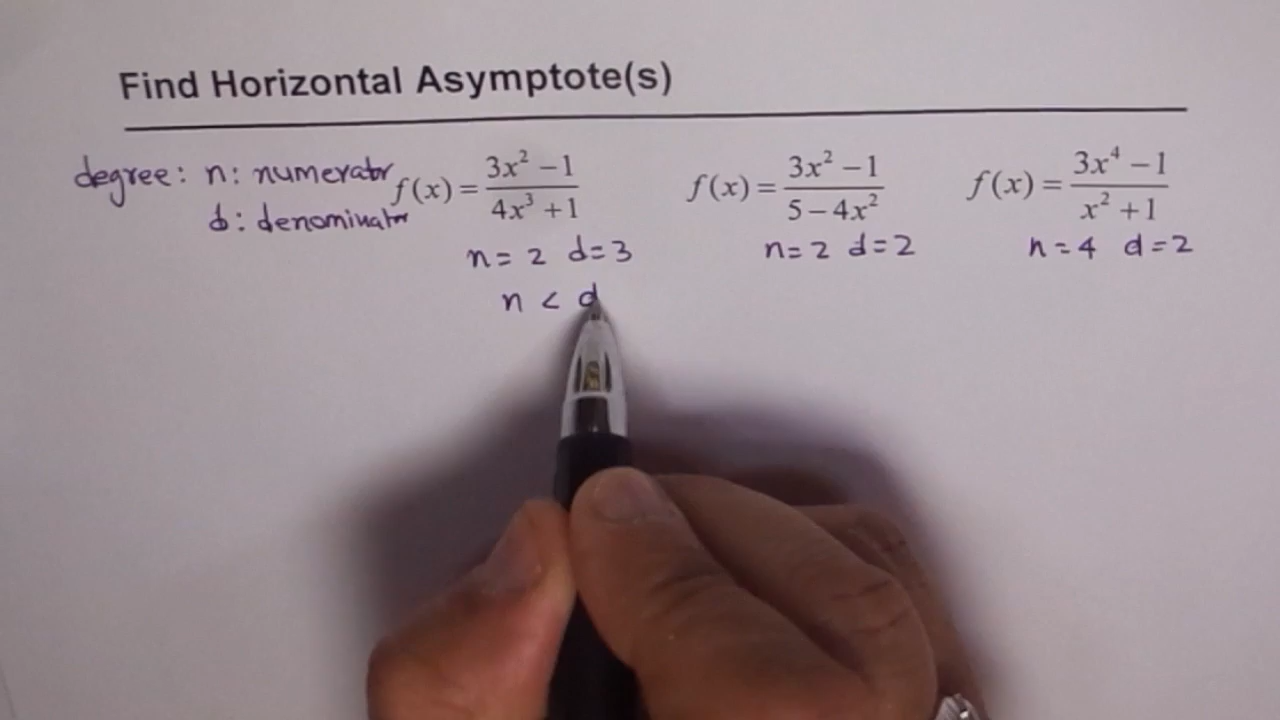 Find Horizontal Asymptote(s)
degree: n: numerator
d: denominator
f(x) = (3x² − 1)/(4x³ + 1)
n = 2 d = 3
n < d
f(x) = (3x² − 1)/(5 − 4x²)
n = 2 d = 2
f(x) = (3x⁴ − 1)/(x² + 1)
n = 4 d = 2